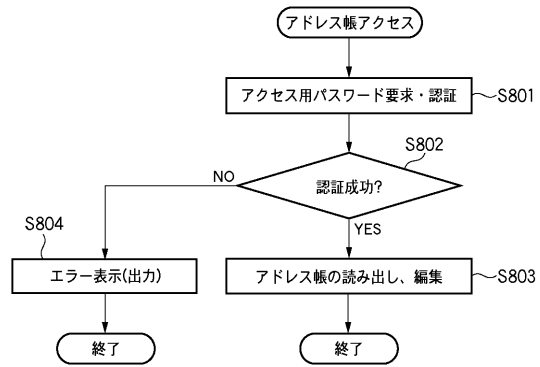 アドレス帳アクセス
アクセス用パスワード要求・認証
S801
S802
認証成功?
NO
YES
S804
エラー表示(出力)
アドレス帳の読み出し、編集
S803
終了
終了